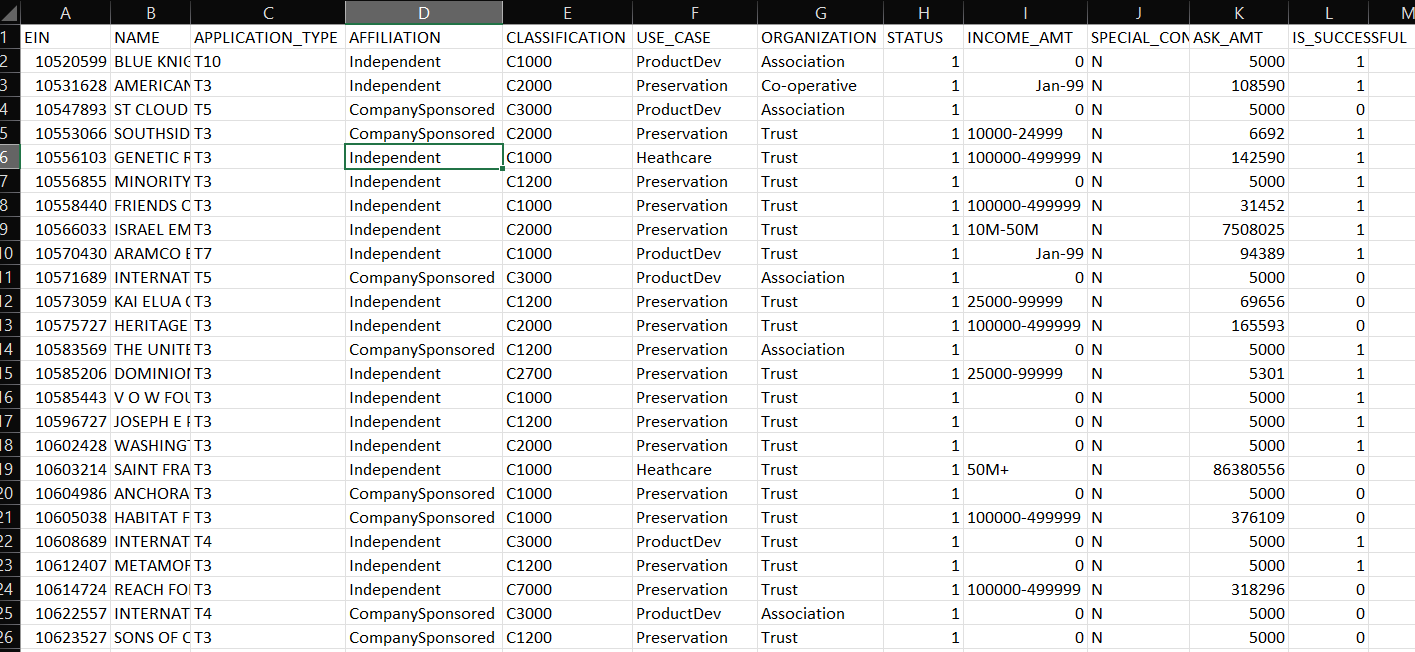 A B C D E F G H I J K L M
1 EIN NAME APPLICATION_TYPE AFFILIATION CLASSIFICATION USE_CASE ORGANIZATION STATUS INCOME_AMT SPECIAL_CON ASK_AMT IS_SUCCESSFUL
2 10520599 BLUE KNIG T10 Independent C1000 ProductDev Association 1 0 N 5000 1
3 10531628 AMERICAN T3 Independent C2000 Preservation Co-operative 1 Jan-99 N 108590 1
4 10547893 ST CLOUD T5 CompanySponsored C3000 ProductDev Association 1 0 N 5000 0
5 10553066 SOUTHSID T3 CompanySponsored C2000 Preservation Trust 1 10000-24999 N 6692 1
6 10556103 GENETIC R T3 Independent C1000 Heathcare Trust 1 100000-499999 N 142590 1
7 10556855 MINORITY T3 Independent C1200 Preservation Trust 1 0 N 5000 1
8 10558440 FRIENDS O T3 Independent C1000 Preservation Trust 1 100000-499999 N 31452 1
9 10566033 ISRAEL EM T3 Independent C2000 Preservation Trust 1 10M-50M N 7508025 1
10 10570430 ARAMCO B T7 Independent C1000 ProductDev Trust 1 Jan-99 N 94389 1
11 10571689 INTERNAT T5 CompanySponsored C3000 ProductDev Association 1 0 N 5000 0
12 10573059 KAI ELUA T3 Independent C1200 Preservation Trust 1 25000-99999 N 69656 0
13 10575727 HERITAGE T3 Independent C2000 Preservation Trust 1 100000-499999 N 165593 0
14 10583569 THE UNITE T3 CompanySponsored C1200 Preservation Association 1 0 N 5000 1
15 10585206 DOMINION T3 Independent C2700 Preservation Trust 1 25000-99999 N 5301 1
16 10585443 V O W FOU T3 Independent C1000 Preservation Trust 1 0 N 5000 1
17 10596727 JOSEPH E T3 Independent C1200 Preservation Trust 1 0 N 5000 1
18 10602428 WASHINGT T3 Independent C2000 Preservation Trust 1 0 N 5000 1
19 10603214 SAINT FRA T3 Independent C1000 Heathcare Trust 1 50M+ N 86380556 0
20 10604986 ANCHORA T3 CompanySponsored C1000 Preservation Trust 1 0 N 5000 0
21 10605038 HABITAT F T3 CompanySponsored C1000 Preservation Trust 1 100000-499999 N 376109 0
22 10608689 INTERNAT T4 Independent C3000 ProductDev Trust 1 0 N 5000 1
23 10612407 METAMOR T3 Independent C1200 Preservation Trust 1 0 N 5000 1
24 10614724 REACH FO T3 Independent C7000 Preservation Trust 1 100000-499999 N 318296 0
25 10622557 INTERNAT T4 CompanySponsored C3000 ProductDev Association 1 0 N 5000 0
26 10623527 SONS OF T3 CompanySponsored C1200 Preservation Trust 1 0 N 5000 0